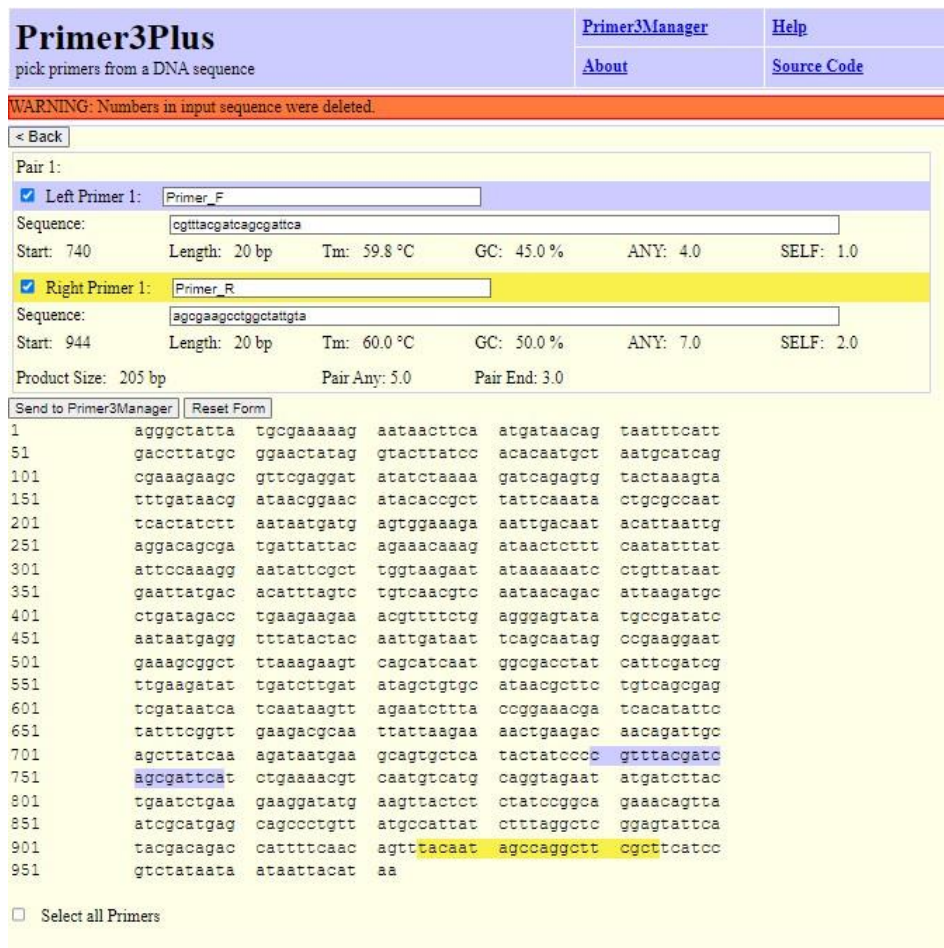 Primer3Plus
pick primers from a DNA sequence
Primer3Manager Help
About Source Code
WARNING: Numbers in input sequence were deleted.
< Back
Pair 1:
Left Primer 1: Primer_F
Sequence: cgtttacgatcagcgattca
Start: 740 Length: 20 bp Tm: 59.8 °C GC: 45.0 % ANY: 4.0 SELF: 1.0
Right Primer 1: Primer_R
Sequence: agcgaagcctggctattgta
Start: 944 Length: 20 bp Tm: 60.0 °C GC: 50.0 % ANY: 7.0 SELF: 2.0
Product Size: 205 bp Pair Any: 5.0 Pair End: 3.0
Send to Primer3Manager Reset Form
1 agggctatta tgcgaaaaag aataacttca atgataacag taatttcatt
51 gaccttatgc ggaactatag gtacttatcc acacaatgct aatgcatcag
101 cgaaagaagc gttcgaggat atatctaaaa gatcagagtg tactaaagta
151 tttgataacg ataacggaac atacaccgct tattcaaata ctgcgccaat
201 tcactatctt aataatgatg agtggaaaga aattgacaat acattaattg
251 aggacagcga tgattattac agaaacaaag ataactcttt caatatttat
301 attccaaagg aatattcgct tggtaagaat ataaaaaatc ctgttataat
351 gaattatgac acatttagtc tgtcaacgtc aataacagac attaagatgc
401 ctgatagacc tgaagaagaa acgttttctg agggagtata tgccgatatc
451 aataatgagg tttatactac aattgataat tcagcaatag ccgaaggaat
501 gaaagcggct ttaaagaagt cagcatcaat ggcgacctat cattcgatcg
551 ttgaagatat tgatcttgat atagctgtgc ataacgcttc tgtcagcgag
601 tcgataatca tcaataagtt agaatcttta ccggaaacga tcacatattc
651 tatttcggtt gaagacgcaa ttattaagaa aactgaagac aacagattgc
701 agcttatcaa agataatgaa gcagtgctca tactatcccc gtttacgatc
751 agcgattcat ctgaaaacgt caatgtcatg caggtagaat atgatcttac
801 tgaatctgaa gaaggatatg aagttactct ctatccggca gaaacagtta
851 atcgcatgag cagccctgtt atgccattat ctttaggctc ggagtattca
901 tacgacagac cattttcaac agtttacaat agccaggctt cgcttcatcc
951 gtctataata ataattacat aa
Select all Primers